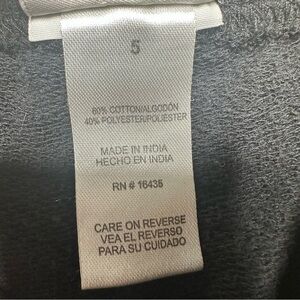 5
60% COTTON/ALGODÓN
40% POLYESTER/POLIESTER
MADE IN INDIA
HECHO EN INDIA
RN # 16435
CARE ON REVERSE
VEA EL REVERSO
PARA SU CUIDADO